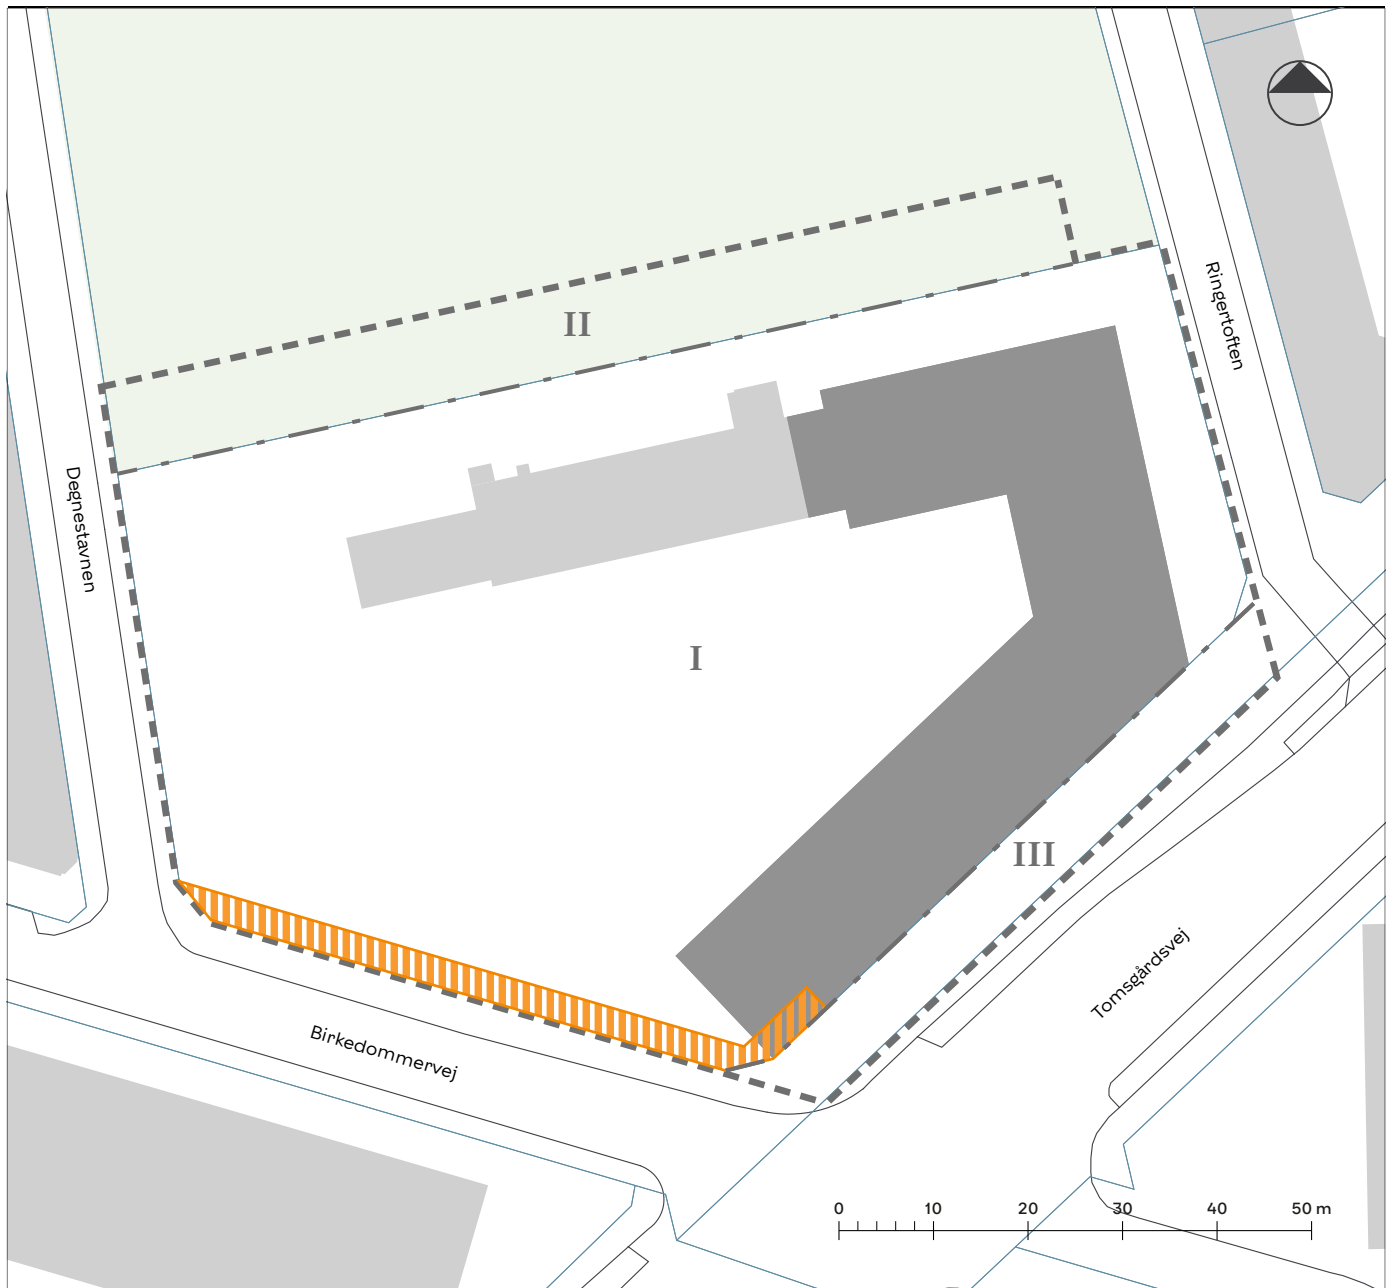 Ringertoften
II
Degnestavnen
I
III
Tomsgårdsvej
Birkedommervej
0 10 20 30 40 50 m